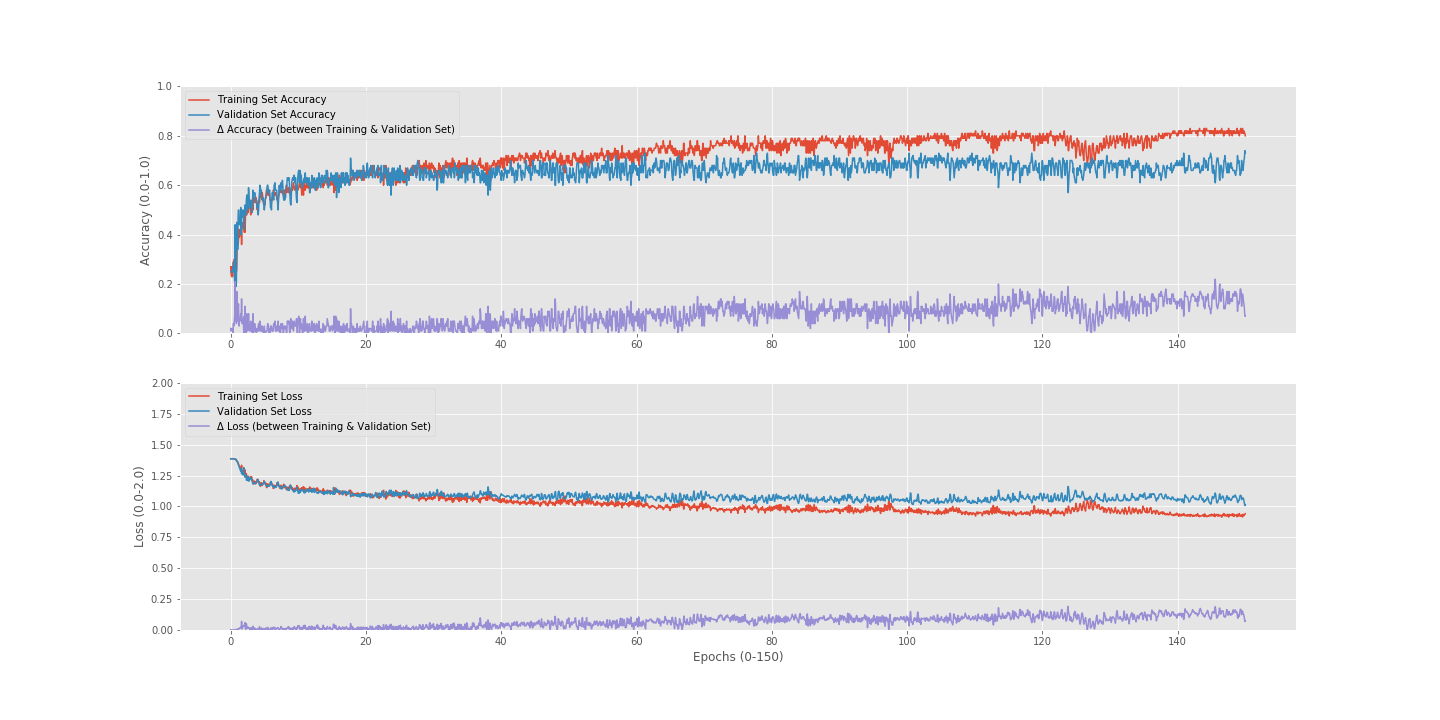 1.0
0.8
0.6
0.4
0.2
0.0
Accuracy (0.0-1.0)
Training Set Accuracy
Validation Set Accuracy
Δ Accuracy (between Training & Validation Set)
0 20 40 60 80 100 120 140
2.00
1.75
1.50
1.25
1.00
0.75
0.50
0.25
0.00
Loss (0.0-2.0)
Training Set Loss
Validation Set Loss
Δ Loss (between Training & Validation Set)
0 20 40 60 80 100 120 140
Epochs (0-150)